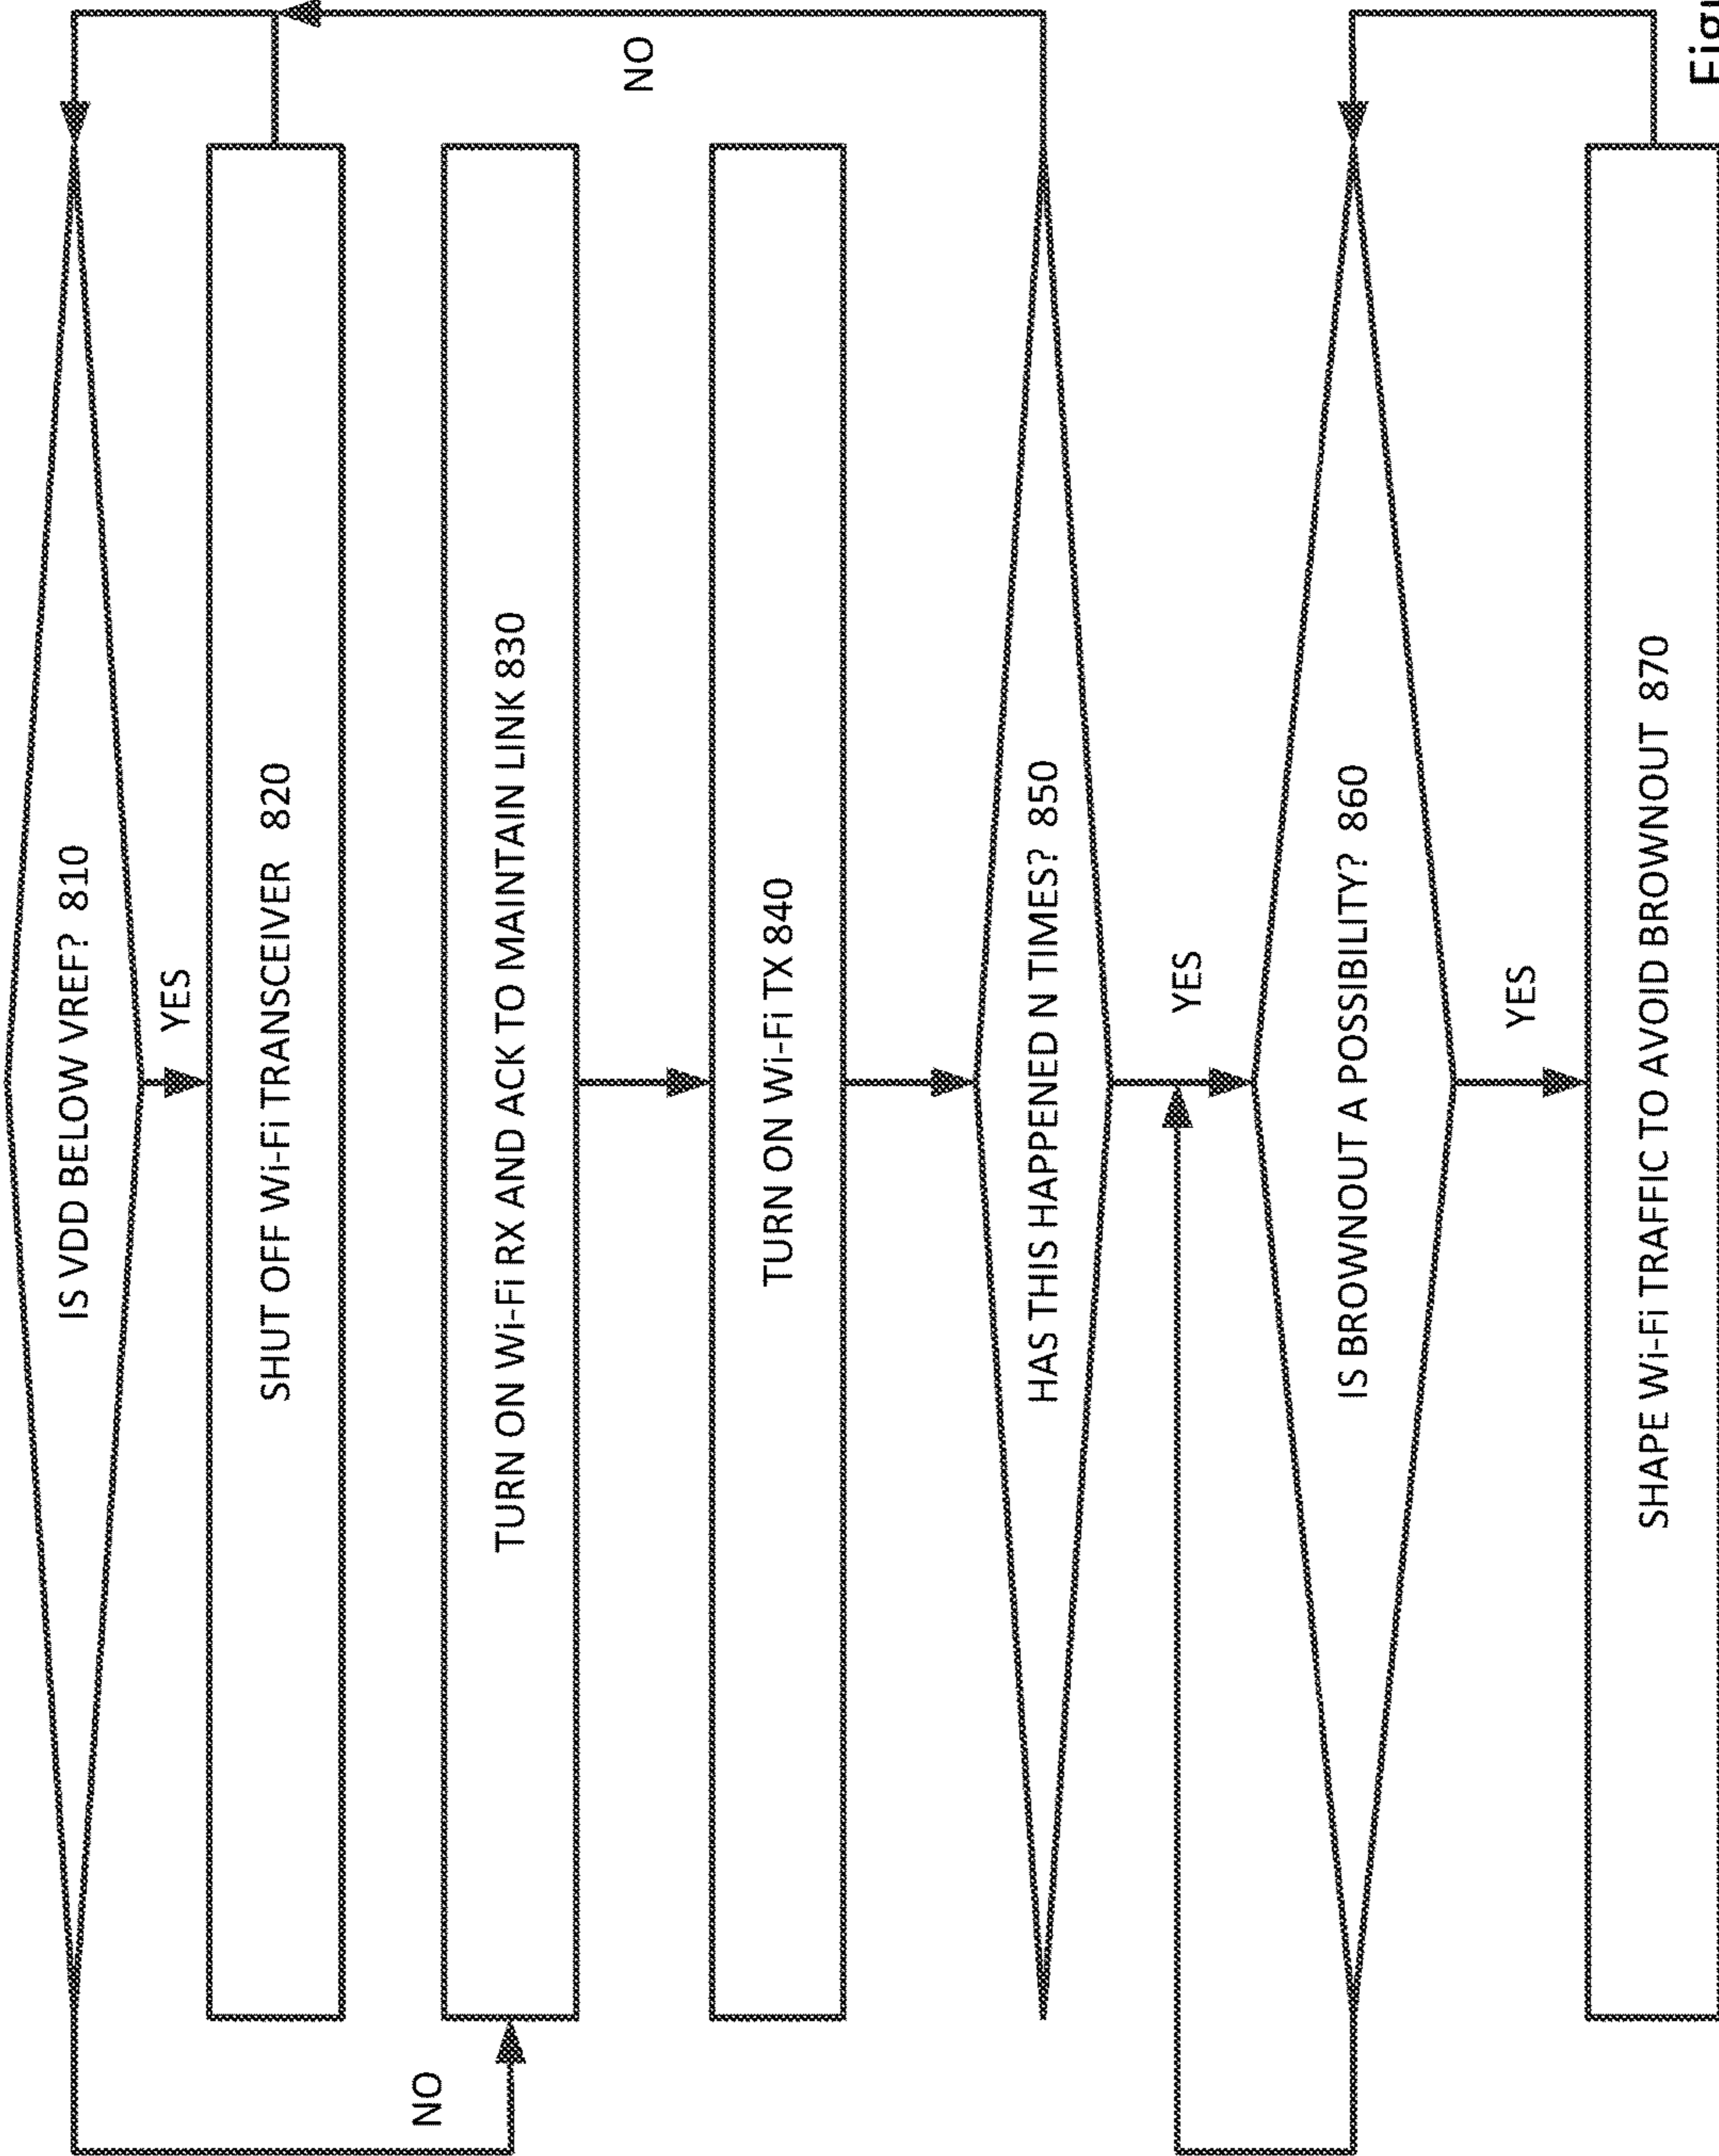 IS VDD BELOW VREF? 810
YES
SHUT OFF Wi-Fi TRANSCEIVER 820
NO
TURN ON Wi-Fi RX AND ACK TO MAINTAIN LINK 830
NO
TURN ON Wi-Fi TX 840
HAS THIS HAPPENED N TIMES? 850
YES
IS BROWNOUT A POSSIBILITY? 860
YES
SHAPE Wi-Fi TRAFFIC TO AVOID BROWNOUT 870